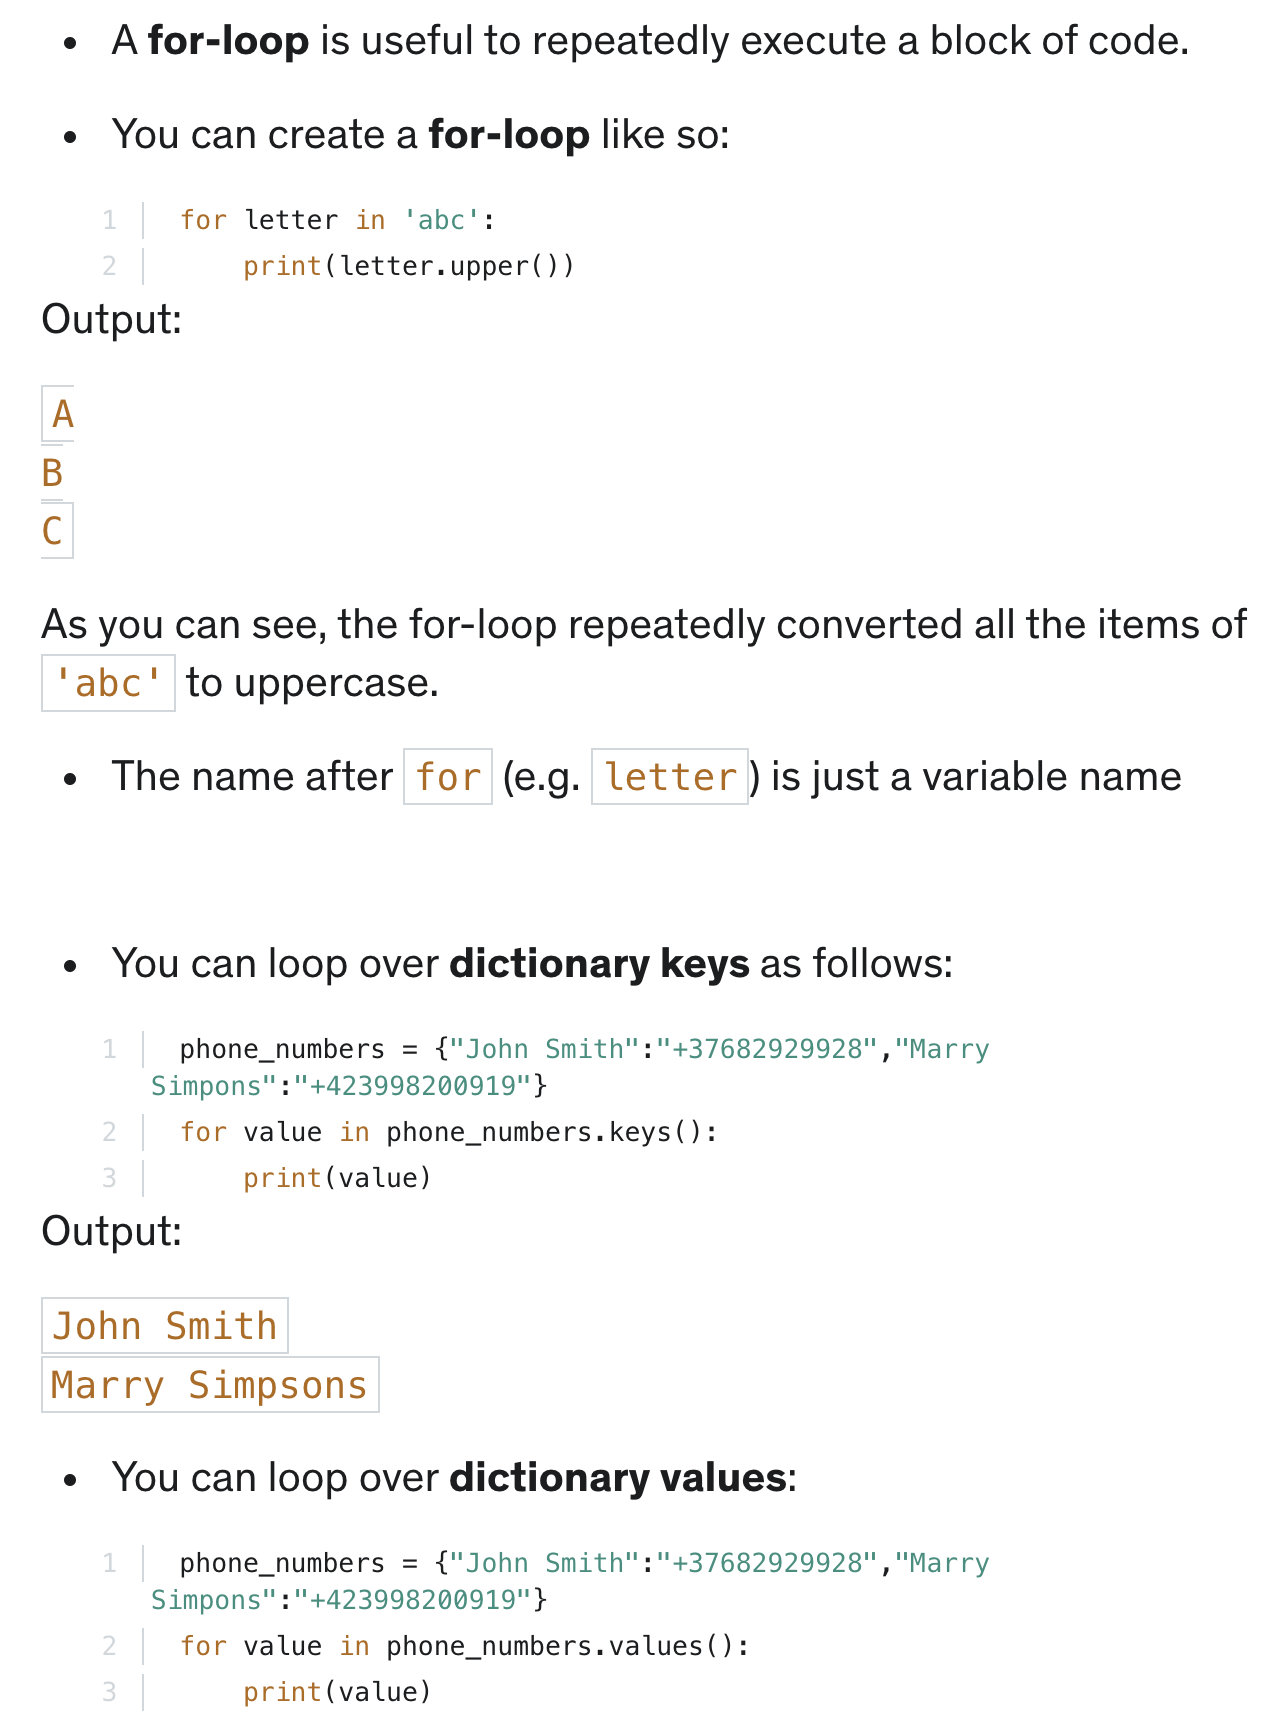 • A for-loop is useful to repeatedly execute a block of code.
• You can create a for-loop like so:
1 for letter in 'abc':
2     print(letter.upper())
Output:
A
B
C
As you can see, the for-loop repeatedly converted all the items of
'abc' to uppercase.
• The name after for (e.g. letter) is just a variable name
• You can loop over dictionary keys as follows:
1 phone_numbers = {"John Smith":"+37682929928","Marry
Simpons":"+423998200919"}
2 for value in phone_numbers.keys():
3     print(value)
Output:
John Smith
Marry Simpsons
• You can loop over dictionary values:
1 phone_numbers = {"John Smith":"+37682929928","Marry
Simpons":"+423998200919"}
2 for value in phone_numbers.values():
3     print(value)